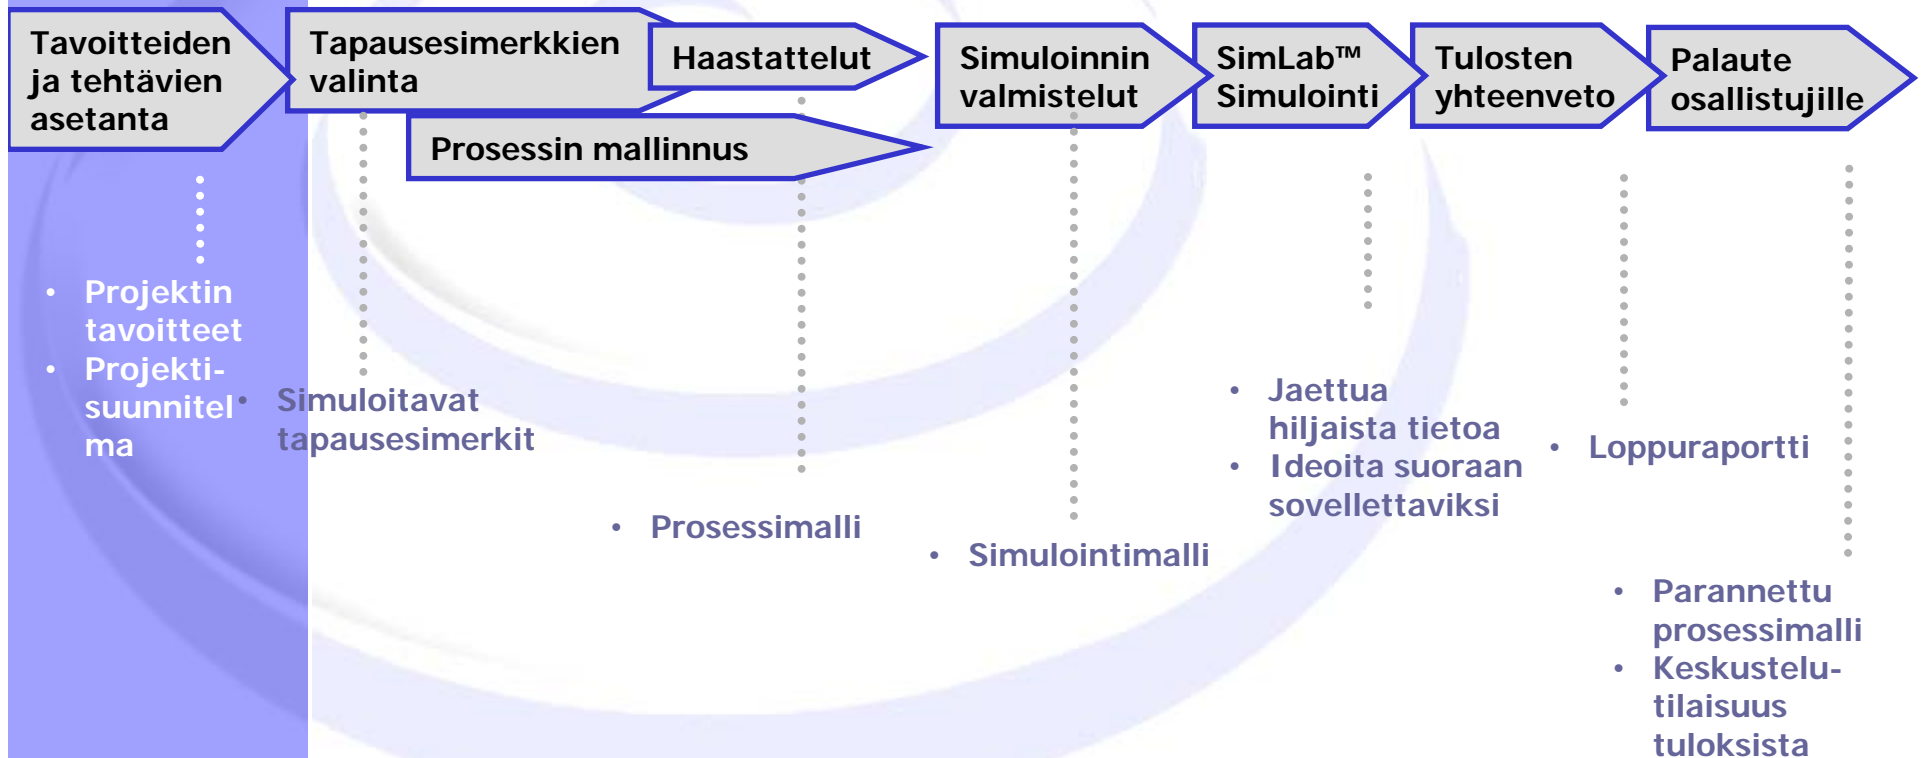 Tavoitteiden
ja tehtävien
asetanta
Tapausesimerkkien
valinta
Haastattelut
Prosessin mallinnus
Simuloinnin
valmistelut
SimLab™
Simulointi
Tulosten
yhteenveto
Palaute
osallistujille
• Projektin
tavoitteet
• Projekti-
suunnitel
ma
• Simuloitavat
tapausesimerkit
• Prosessimalli
• Simulointimalli
• Jaettua
hiljaista tietoa
• Ideoita suoraan
sovellettaviksi
• Loppuraportti
• Parannettu
prosessimalli
• Keskustelu-
tilaisuus
tuloksista